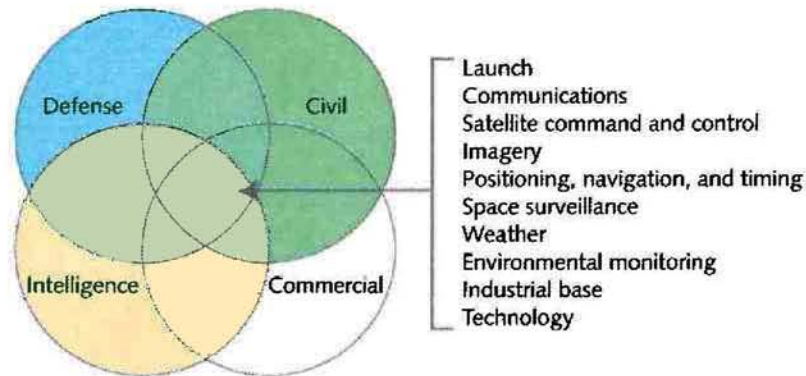 Defense
Civil
Intelligence
Commercial
Launch
Communications
Satellite command and control
Imagery
Positioning, navigation, and timing
Space surveillance
Weather
Environmental monitoring
Industrial base
Technology